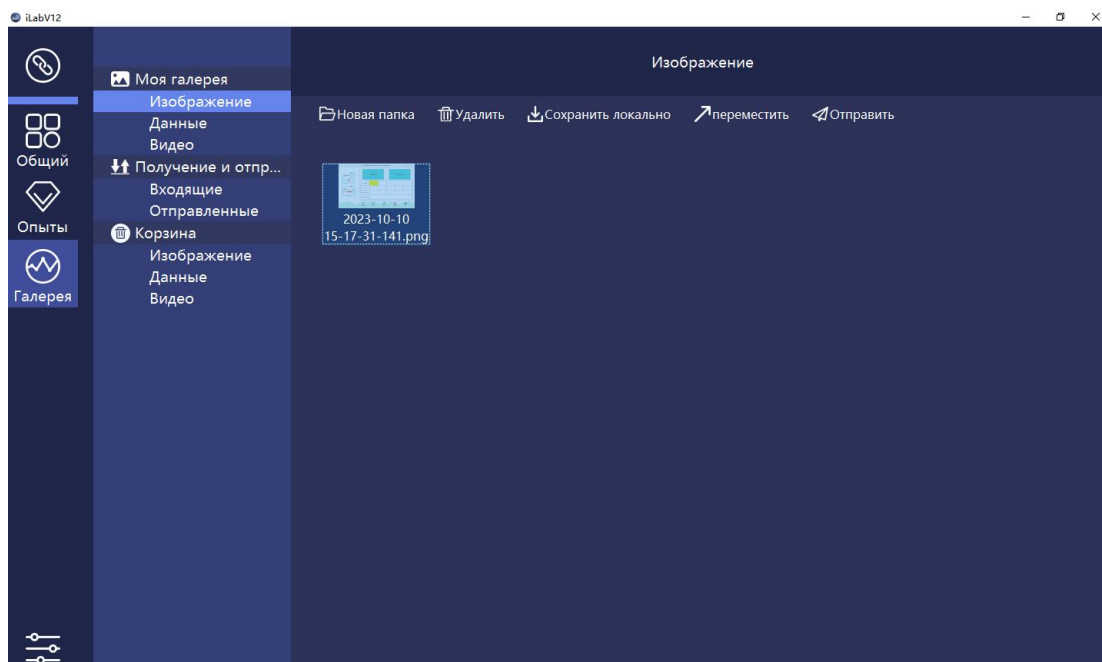 iLabV12
Изображение
Моя галерея
Изображение
Данные
Видео
Получение и отпр...
Входящие
Отправленные
Корзина
Изображение
Данные
Видео
Общий
Опыты
Галерея
Новая папка Удалить Сохранить локально переместить Отправить
2023-10-10
15-17-31-141.png